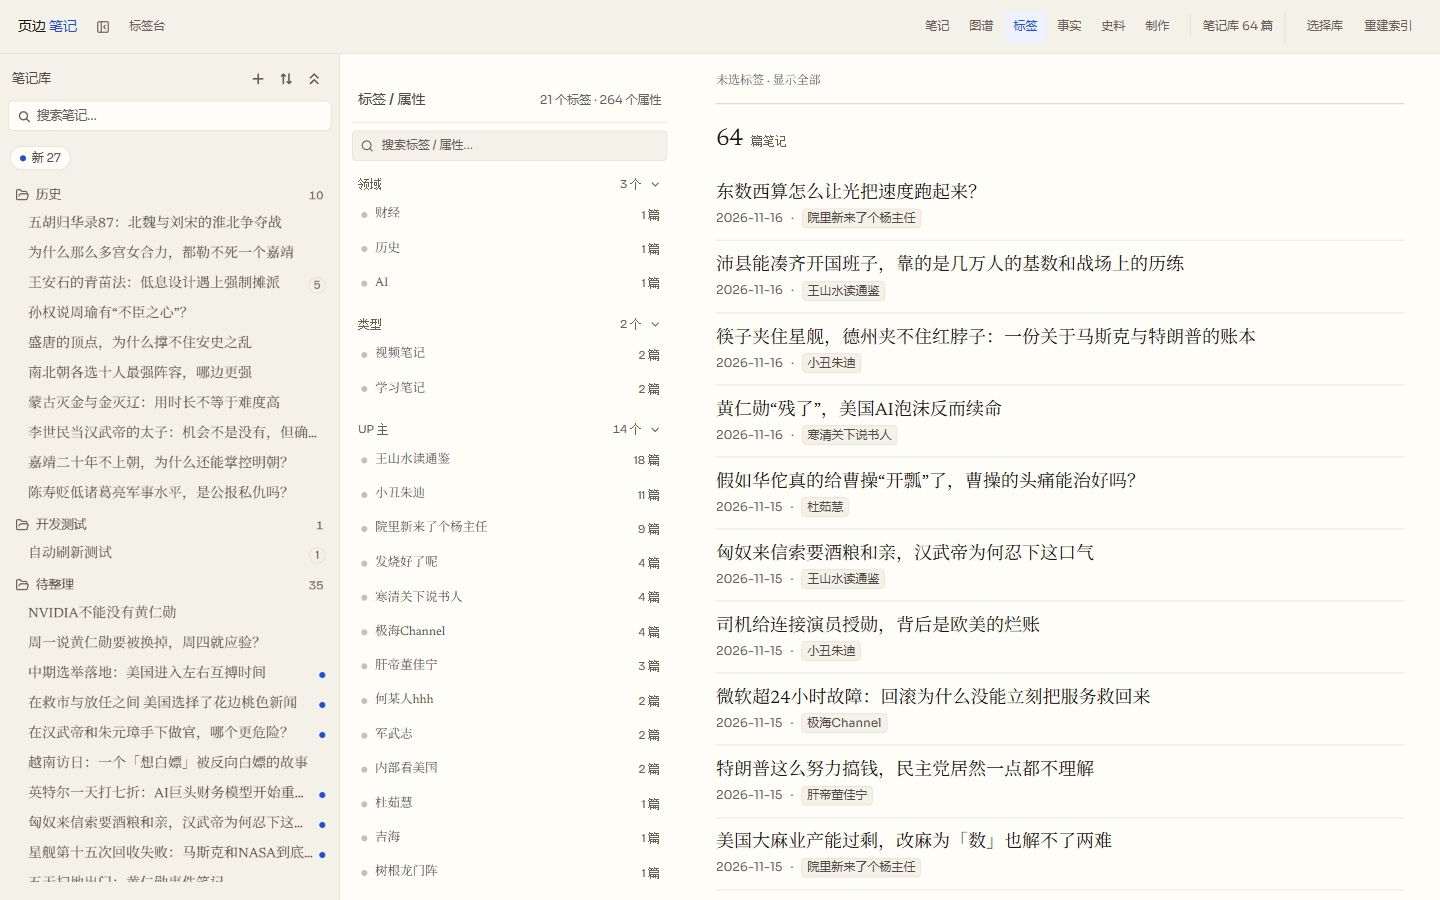 页边 笔记
标签台
笔记 图谱 标签 事实 史料 制作 笔记库 64 篇 选择库 重建索引
笔记库
搜索笔记...
新 27
历史 10
五胡归华录87：北魏与刘宋的淮北争夺战
为什么那么多宫女合力，都勒不死一个嘉靖
王安石的青苗法：低息设计遇上强制摊派 5
孙权说周瑜有“不臣之心”？
盛唐的顶点，为什么撑不住安史之乱
南北朝各选十人最强阵容，哪边更强
蒙古灭金与金灭辽：用时长不等于难度高
李世民当汉武帝的太子：机会不是没有，但确...
嘉靖二十年不上朝，为什么还能掌控明朝？
陈寿贬低诸葛亮军事水平，是公报私仇吗？
开发测试 1
自动刷新测试 1
待整理 35
NVIDIA不能没有黄仁勋
周一说黄仁勋要被换掉，周四就应验？
中期选举落地：美国进入左右互搏时间
在救市与放任之间 美国选择了花边桃色新闻
在汉武帝和朱元璋手下做官，哪个更危险？
越南访日：一个「想白嫖」被反向白嫖的故事
英特尔一天打七折：AI巨头财务模型开始重...
匈奴来信索要酒粮和亲，汉武帝为何忍下这...
星舰第十五次回收失败：马斯克和NASA到底...
标签 / 属性 21 个标签 · 264 个属性
搜索标签 / 属性...
领域 3 个
财经 1 篇
历史 1 篇
AI 1 篇
类型 2 个
视频笔记 2 篇
学习笔记 2 篇
UP 主 14 个
王山水读通鉴 18 篇
小丑朱迪 11 篇
院里新来了个杨主任 9 篇
发烧好了呢 4 篇
寒清关下说书人 4 篇
极海Channel 4 篇
肝帝董佳宁 3 篇
何某人hhh 2 篇
军武志 2 篇
内部看美国 2 篇
杜茹慧 1 篇
吉海 1 篇
树根龙门阵 1 篇
未选标签 · 显示全部
64 篇笔记
东数西算怎么让光把速度跑起来？
2026-11-16 · 院里新来了个杨主任
沛县能凑齐开国班子，靠的是几万人的基数和战场上的历练
2026-11-16 · 王山水读通鉴
筷子夹住星舰，德州夹不住红脖子：一份关于马斯克与特朗普的账本
2026-11-16 · 小丑朱迪
黄仁勋“残了”，美国AI泡沫反而续命
2026-11-16 · 寒清关下说书人
假如华佗真的给曹操“开瓢”了，曹操的头痛能治好吗？
2026-11-15 · 杜茹慧
匈奴来信索要酒粮和亲，汉武帝为何忍下这口气
2026-11-15 · 王山水读通鉴
司机给连接演员授勋，背后是欧美的烂账
2026-11-15 · 小丑朱迪
微软超24小时故障：回滚为什么没能立刻把服务救回来
2026-11-15 · 极海Channel
特朗普这么努力搞钱，民主党居然一点都不理解
2026-11-15 · 肝帝董佳宁
美国大麻业产能过剩，改麻为「数」也解不了两难
2026-11-15 · 院里新来了个杨主任